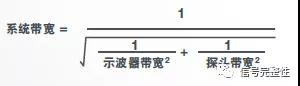 1
系统带宽 =
1 + 1
示波器带宽² 探头带宽²
信号完整性